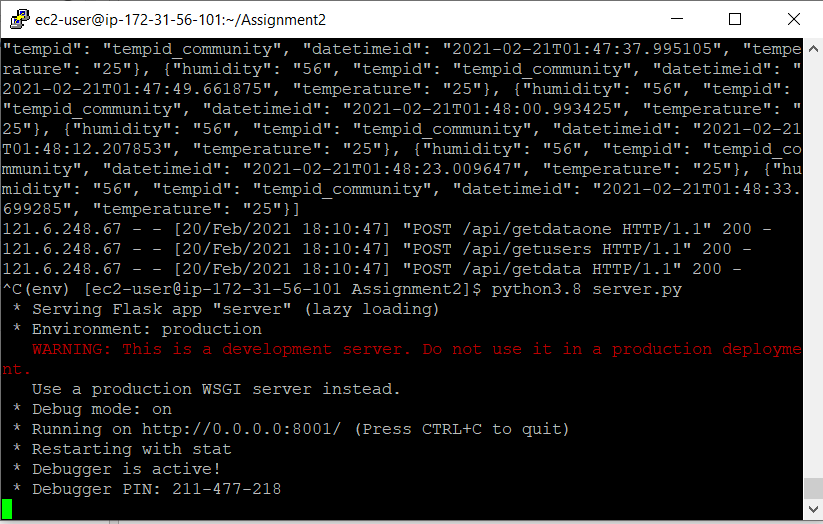 ec2-user@ip-172-31-56-101:~/Assignment2
"tempid": "tempid_community", "datetimeid": "2021-02-21T01:47:37.995105", "tempe
rature": "25"}, {"humidity": "56", "tempid": "tempid_community", "datetimeid": "
2021-02-21T01:47:49.661875", "temperature": "25"}, {"humidity": "56", "tempid": 
"tempid_community", "datetimeid": "2021-02-21T01:48:00.993425", "temperature": "
25"}, {"humidity": "56", "tempid": "tempid_community", "datetimeid": "2021-02-21
T01:48:12.207853", "temperature": "25"}, {"humidity": "56", "tempid": "tempid_co
mmunity", "datetimeid": "2021-02-21T01:48:23.009647", "temperature": "25"}, {"hu
midity": "56", "tempid": "tempid_community", "datetimeid": "2021-02-21T01:48:33.
699285", "temperature": "25"}]
121.6.248.67 - - [20/Feb/2021 18:10:47] "POST /api/getdataone HTTP/1.1" 200 -
121.6.248.67 - - [20/Feb/2021 18:10:47] "POST /api/getusers HTTP/1.1" 200 -
121.6.248.67 - - [20/Feb/2021 18:10:47] "POST /api/getdata HTTP/1.1" 200 -
^C(env) [ec2-user@ip-172-31-56-101 Assignment2]$ python3.8 server.py
 * Serving Flask app "server" (lazy loading)
 * Environment: production
   WARNING: This is a development server. Do not use it in a production deployme
nt.
   Use a production WSGI server instead.
 * Debug mode: on
 * Running on http://0.0.0.0:8001/ (Press CTRL+C to quit)
 * Restarting with stat
 * Debugger is active!
 * Debugger PIN: 211-477-218